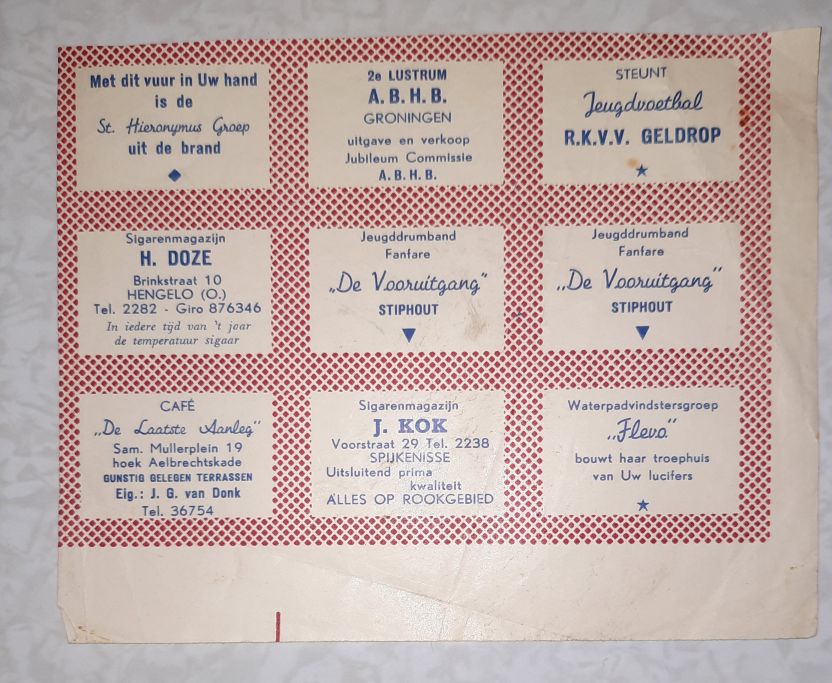 Met dit vuur in Uw hand
is de
St. Hieronymus Groep
uit de brand
2e LUSTRUM
A.B.H.B.
GRONINGEN
uitgave en verkoop
Jubileum Commissie
A.B.H.B.
STEUNT
Jeugdvoetbal
R.K.V.V. GELDROP
Sigarenmagazijn
H. DOZE
Brinkstraat 10
HENGELO (O.)
Tel. 2282 - Giro 876346
In iedere tijd van 't jaar
de temperatuur sigaar
Jeugddrumband
Fanfare
„De Vooruitgang”
STIPHOUT
Jeugddrumband
Fanfare
„De Vooruitgang”
STIPHOUT
CAFÉ
„De Laatste Aanleg”
Sam. Mullerplein 19
hoek Aelbrechtskade
GUNSTIG GELEGEN TERRASSEN
Eig.: J. G. van Donk
Tel. 36754
Sigarenmagazijn
J. KOK
Voorstraat 29 Tel. 2238
SPIJKENISSE
Uitsluitend prima
kwaliteit
ALLES OP ROOKGEBIED
Waterpadvindstersgroep
„Flevo”
bouwt haar troephuis
van Uw lucifers